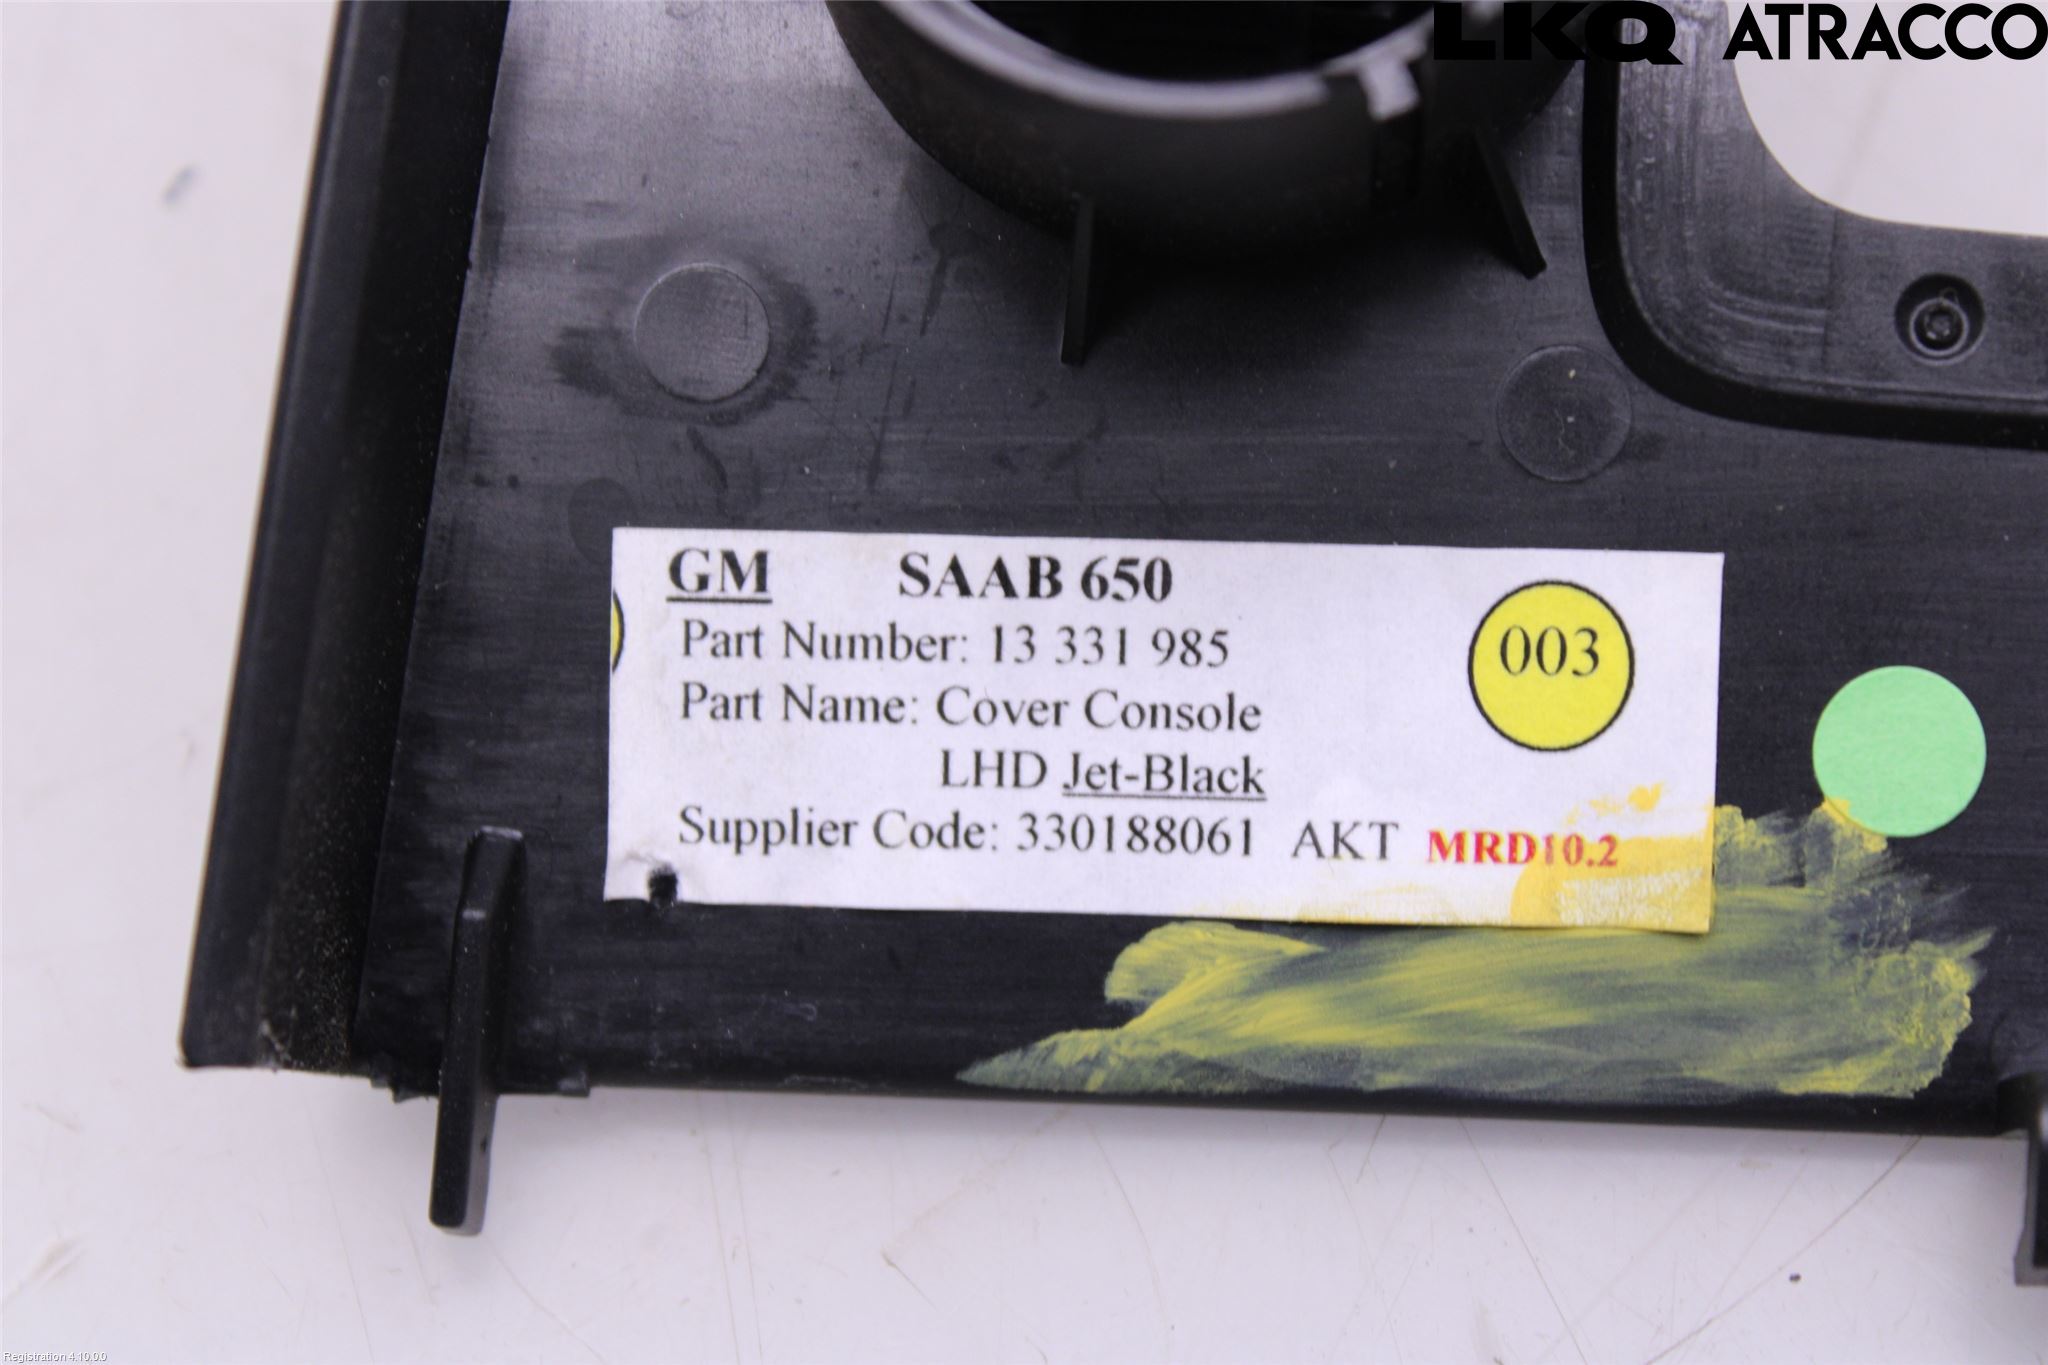 LKQ ATRACCO
GM SAAB 650
Part Number: 13 331 985
003
Part Name: Cover Console
LHD Jet-Black
Supplier Code: 330188061 AKT MRD10.2
Registration 4.10.0.0